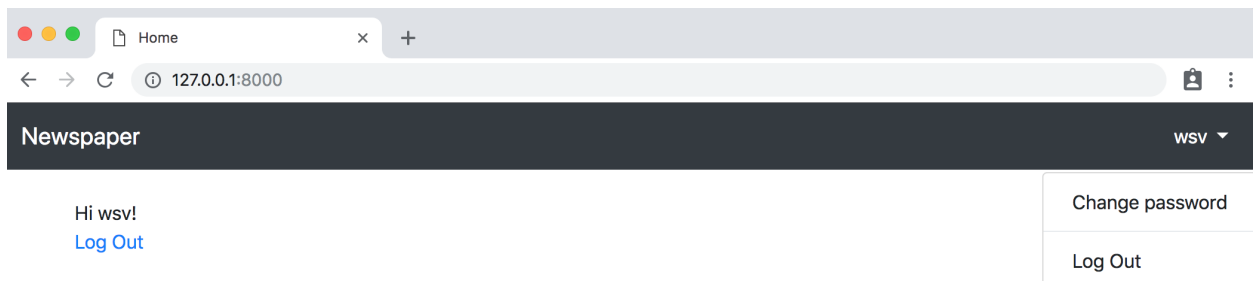 Home
127.0.0.1:8000
Newspaper
wsv
Change password
Hi wsv!
Log Out
Log Out